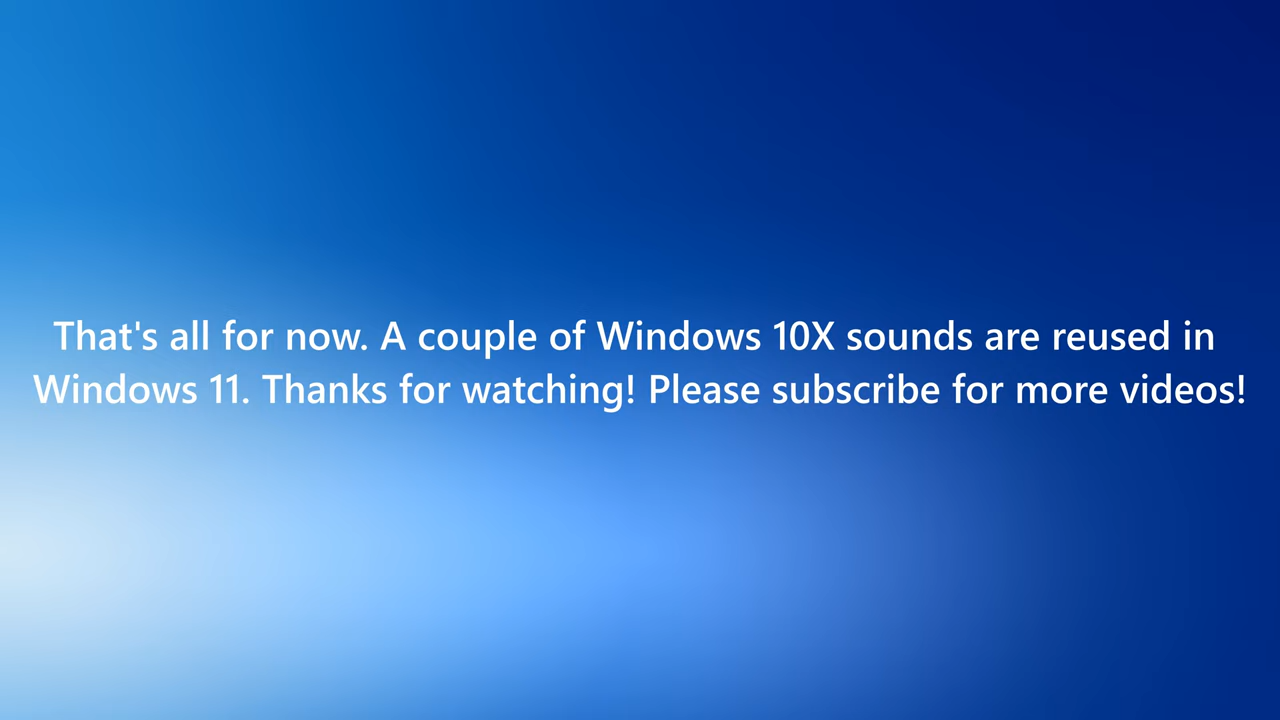 That's all for now. A couple of Windows 10X sounds are reused in
Windows 11. Thanks for watching! Please subscribe for more videos!